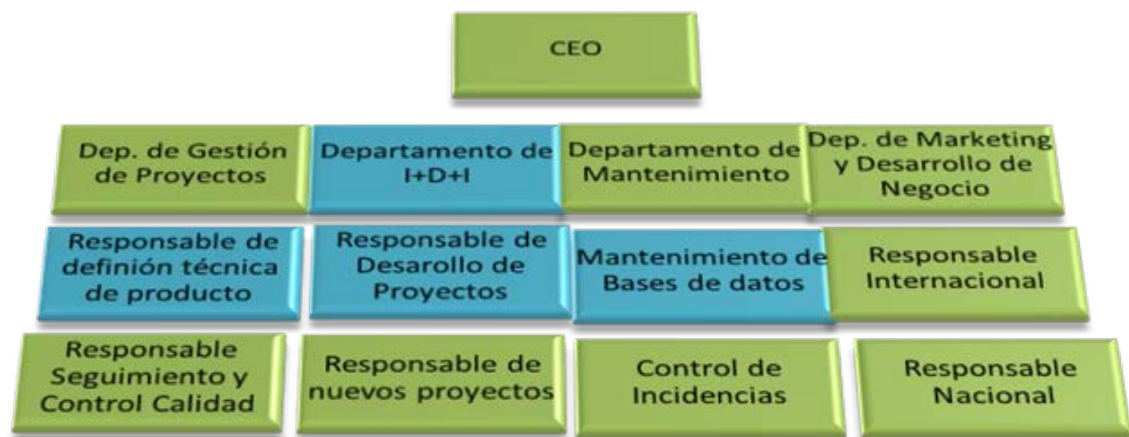 CEO
Dep. de Gestión
de Proyectos
Departamento de
I+D+I
Departamento de
Mantenimiento
Dep. de Marketing
y Desarrollo de
Negocio
Responsable de
definión técnica
de producto
Responsable de
Desarollo de
Proyectos
Mantenimiento de
Bases de datos
Responsable
Internacional
Responsable
Seguimiento y
Control Calidad
Responsable de
nuevos proyectos
Control de
Incidencias
Responsable
Nacional